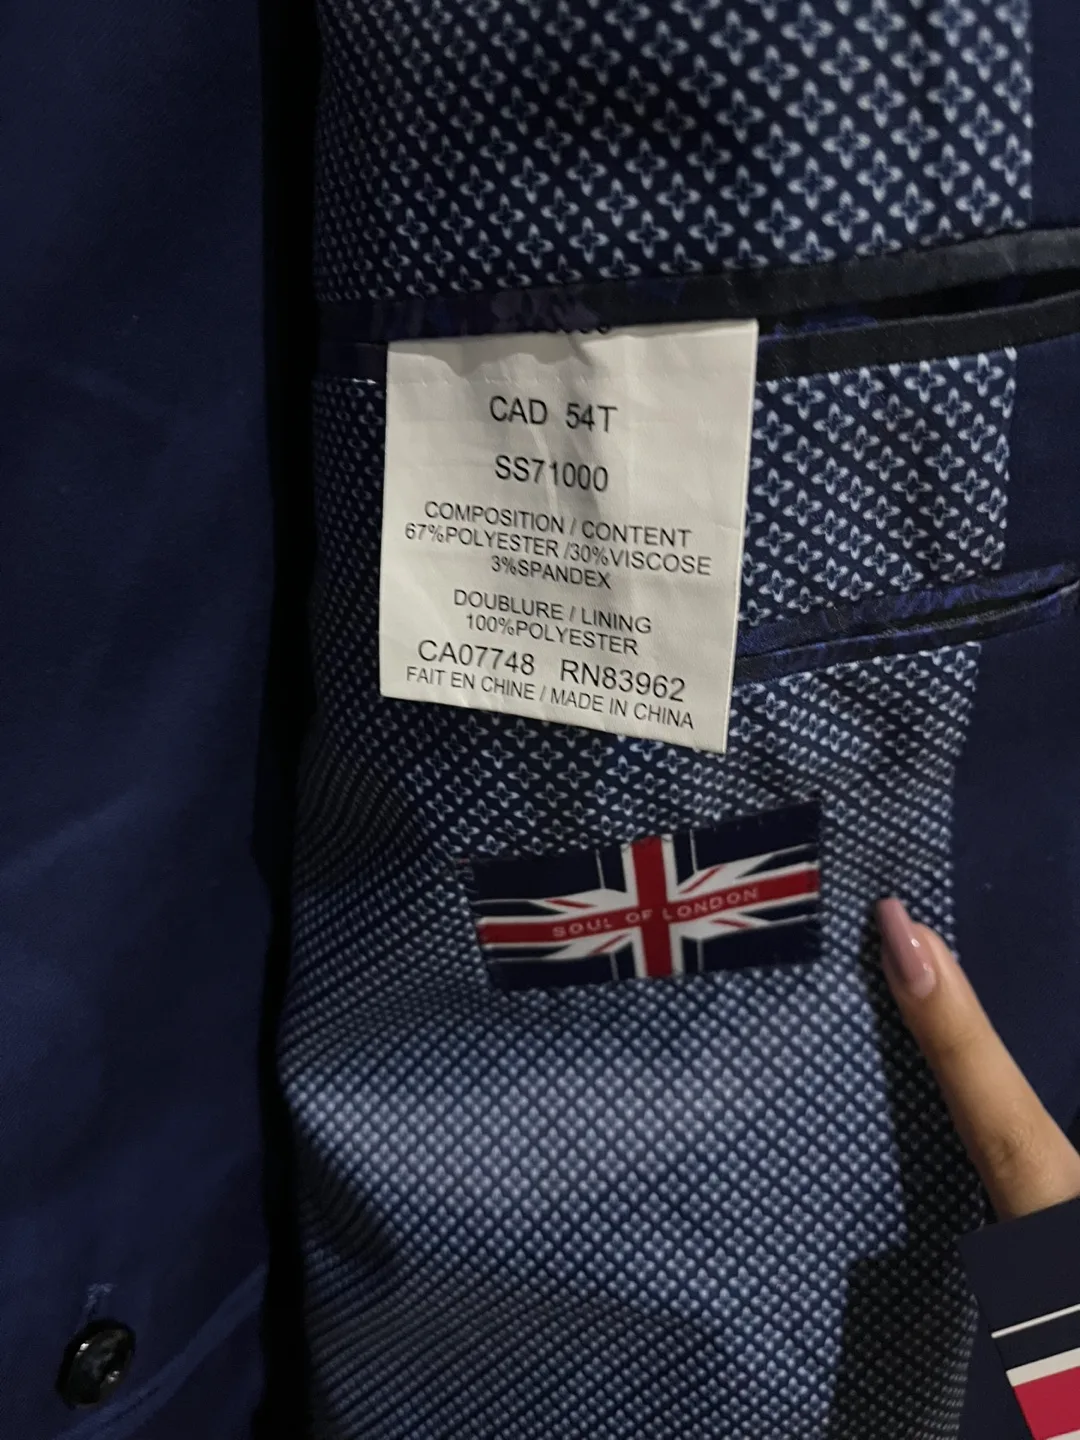 CAD 54T
SS71000
COMPOSITION / CONTENT
67%POLYESTER /30%VISCOSE
3%SPANDEX
DOUBLURE / LINING
100%POLYESTER
CA07748 RN83962
FAIT EN CHINE / MADE IN CHINA
SOUL OF LONDON